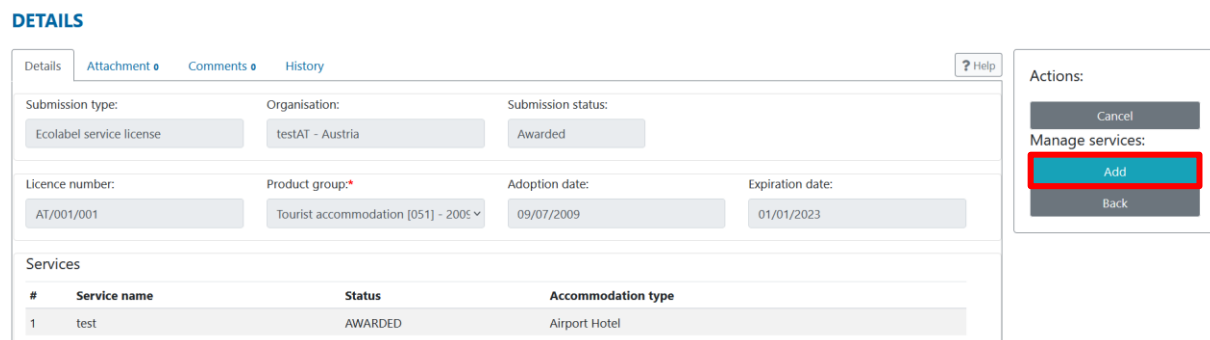 DETAILS
Details Attachment 0 Comments 0 History ? Help
Submission type: Organisation: Submission status:
Ecolabel service license testAT - Austria Awarded
Licence number: Product group:* Adoption date: Expiration date:
AT/001/001 Tourist accommodation [051] - 2009 09/07/2009 01/01/2023
Services
# Service name Status Accommodation type
1 test AWARDED Airport Hotel
Actions:
Cancel
Manage services:
Add
Back